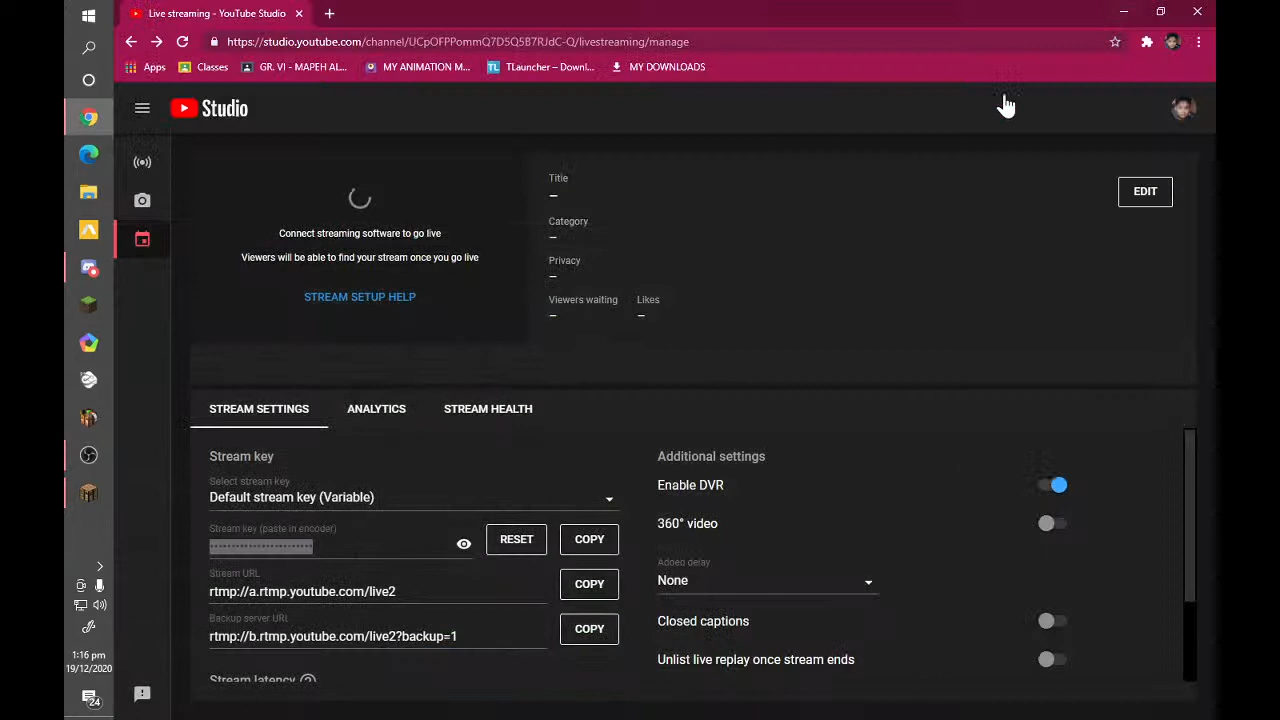 Live streaming - YouTube Studio
https://studio.youtube.com/channel/UCpOFPPommQ7D5Q5B7RJdC-Q/livestreaming/manage
Apps
Classes
GR. VI - MAPEH AL...
MY ANIMATION M...
TL
TLauncher – Downl...
MY DOWNLOADS
Studio
Connect streaming software to go live
Viewers will be able to find your stream once you go live
STREAM SETUP HELP
Title
–
Category
–
Privacy
–
Viewers waiting
Likes
–
–
EDIT
STREAM SETTINGS
ANALYTICS
STREAM HEALTH
Stream key
Select stream key
Default stream key (Variable)
Stream key (paste in encoder)
RESET
COPY
Stream URL
rtmp://a.rtmp.youtube.com/live2
COPY
Backup server URL
rtmp://b.rtmp.youtube.com/live2?backup=1
COPY
Stream latency
Additional settings
Enable DVR
360° video
Added delay
None
Closed captions
Unlist live replay once stream ends
1:16 pm
19/12/2020
24